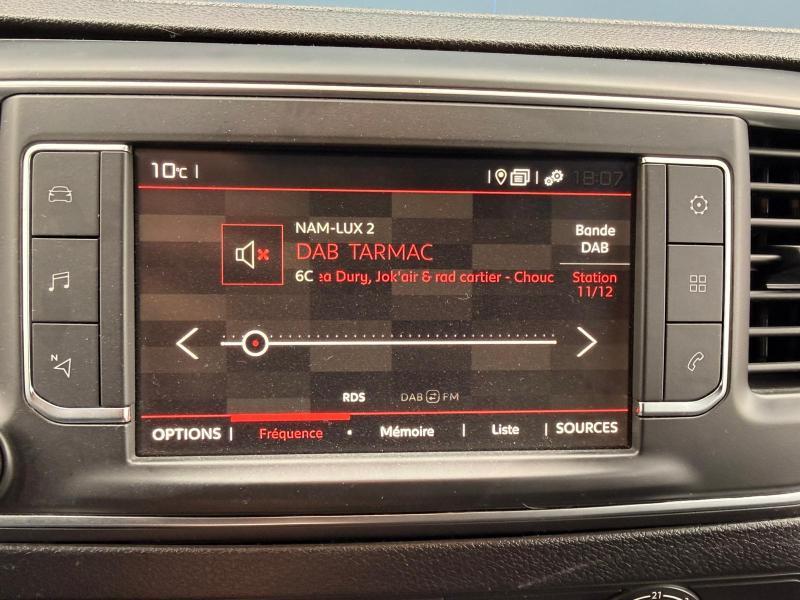 10°C
18:07
NAM-LUX 2
DAB TARMAC
6C ea Dury, Jok'air & rad cartier - Chouc
Bande
DAB
Station
11/12
RDS
DAB FM
OPTIONS
Fréquence
Mémoire
Liste
SOURCES
N
21